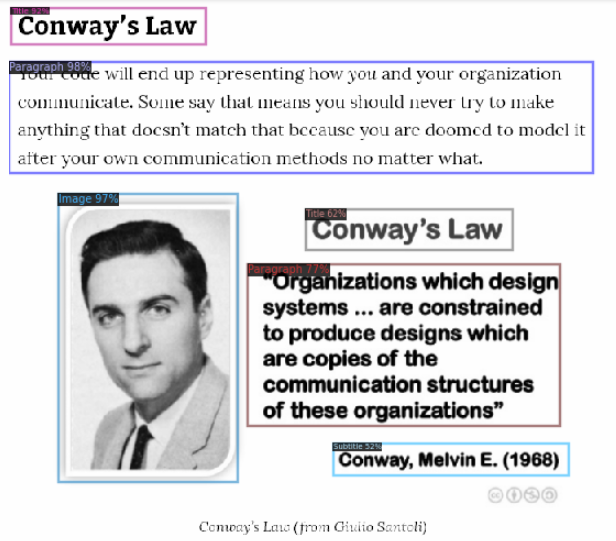 Title 92%
Conway's Law
Paragraph 98%
Your code will end up representing how you and your organization
communicate. Some say that means you should never try to make
anything that doesn't match that because you are doomed to model it
after your own communication methods no matter what.
Image 97%
Title 62%
Conway's Law
Paragraph 77%
"Organizations which design
systems ... are constrained
to produce designs which
are copies of the
communication structures
of these organizations"
Subtitle 52%
Conway, Melvin E. (1968)
Conway's Law (from Giulio Santoli)